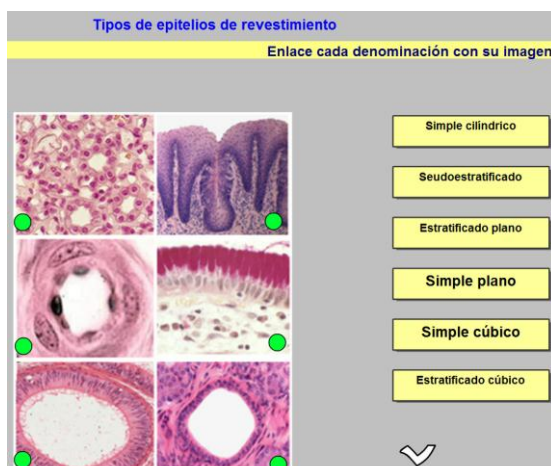 Tipos de epitelios de revestimiento
Enlace cada denominación con su imagen
Simple cilíndrico
Seudoestratificado
Estratificado plano
Simple plano
Simple cúbico
Estratificado cúbico